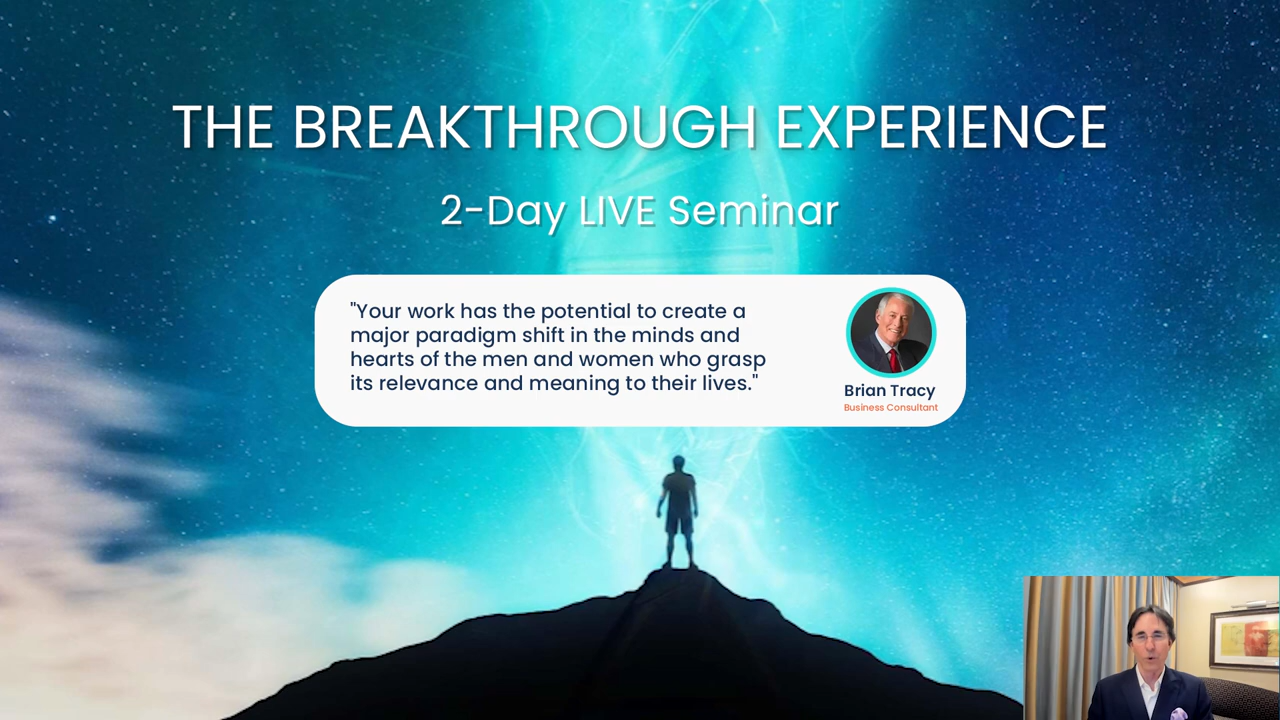 THE BREAKTHROUGH EXPERIENCE
2-Day LIVE Seminar
"Your work has the potential to create a
major paradigm shift in the minds and
hearts of the men and women who grasp
its relevance and meaning to their lives."
Brian Tracy
Business Consultant